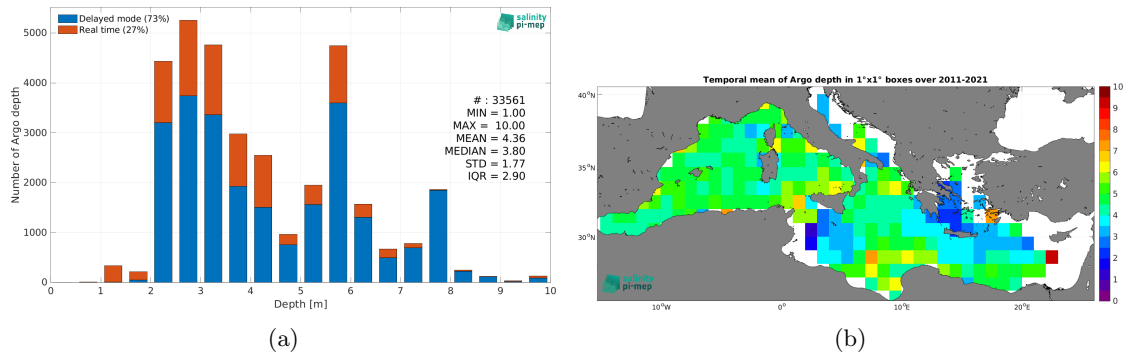 Delayed mode (73%)
Real time (27%)
salinity
pi-mep
Number of Argo depth
5000
4000
3000
2000
1000
0
# : 33561
MIN = 1.00
MAX = 10.00
MEAN = 4.36
MEDIAN = 3.80
STD = 1.77
IQR = 2.90
0 1 2 3 4 5 6 7 8 9 10
Depth [m]
(a)
Temporal mean of Argo depth in 1°x1° boxes over 2011-2021
40°N
35°N
30°N
10°W 0° 10°E 20°E
salinity
pi-mep
10
9
8
7
6
5
4
3
2
1
0
(b)